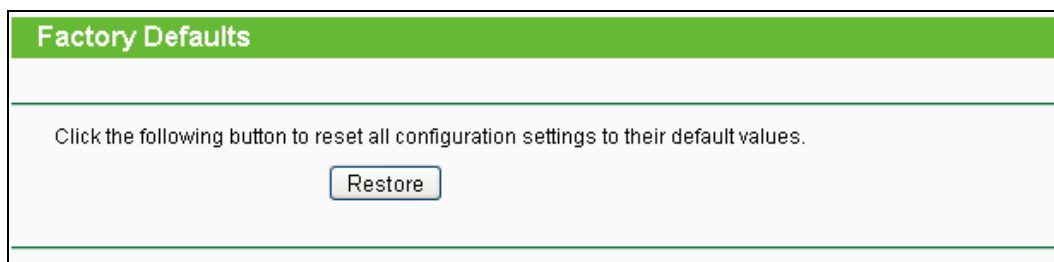 Factory Defaults
Click the following button to reset all configuration settings to their default values.
Restore